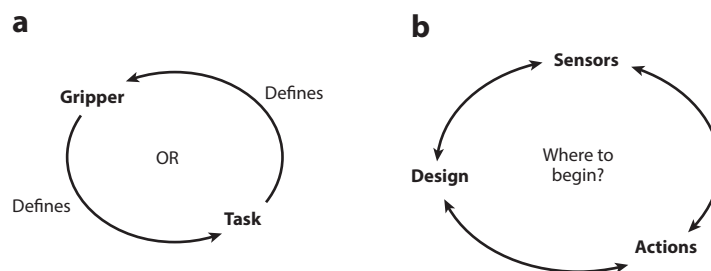 a
Gripper
Defines
OR
Defines
Task
b
Sensors
Design
Where to
begin?
Actions